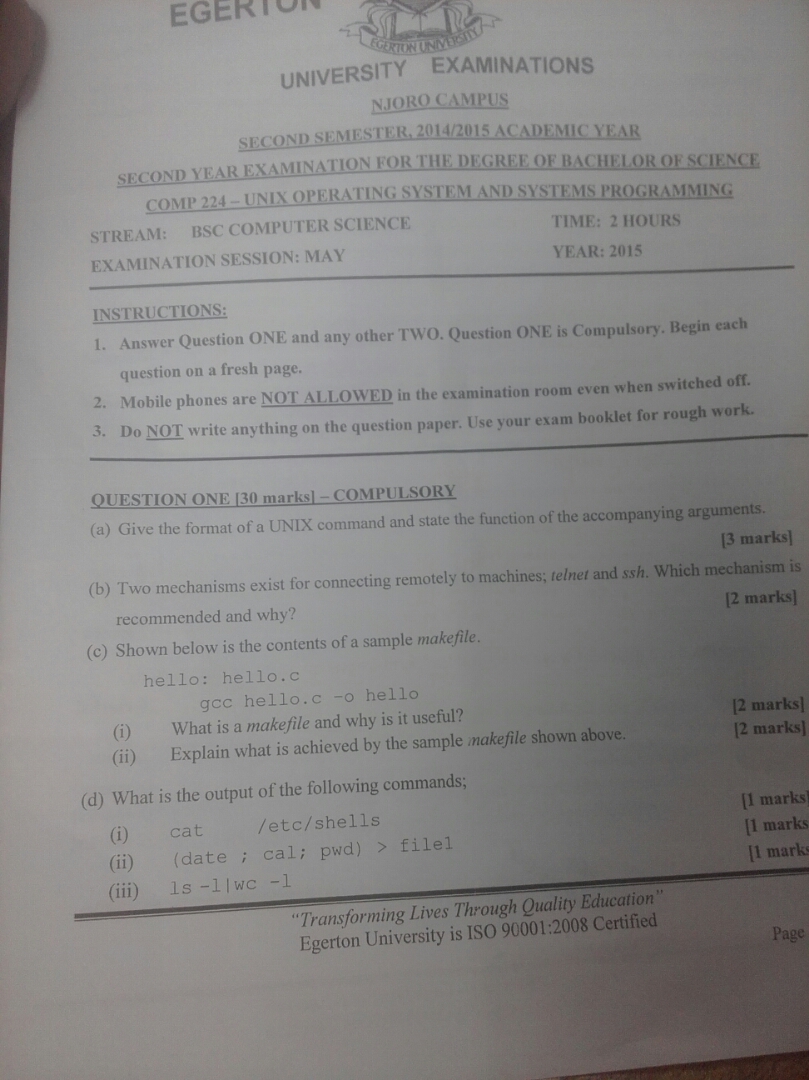 EGERTON
EGERTON UNIVERSITY
UNIVERSITY EXAMINATIONS
NJORO CAMPUS
SECOND SEMESTER, 2014/2015 ACADEMIC YEAR
SECOND YEAR EXAMINATION FOR THE DEGREE OF BACHELOR OF SCIENCE
COMP 224 – UNIX OPERATING SYSTEM AND SYSTEMS PROGRAMMING
STREAM: BSC COMPUTER SCIENCE TIME: 2 HOURS
EXAMINATION SESSION: MAY YEAR: 2015
INSTRUCTIONS:
1. Answer Question ONE and any other TWO. Question ONE is Compulsory. Begin each
question on a fresh page.
2. Mobile phones are NOT ALLOWED in the examination room even when switched off.
3. Do NOT write anything on the question paper. Use your exam booklet for rough work.
QUESTION ONE [30 marks] – COMPULSORY
(a) Give the format of a UNIX command and state the function of the accompanying arguments.
[3 marks]
(b) Two mechanisms exist for connecting remotely to machines; telnet and ssh. Which mechanism is
recommended and why? [2 marks]
(c) Shown below is the contents of a sample makefile.
hello: hello.c
gcc hello.c -o hello
(i) What is a makefile and why is it useful? [2 marks]
(ii) Explain what is achieved by the sample makefile shown above. [2 marks]
(d) What is the output of the following commands;
(i) cat /etc/shells [1 marks]
(ii) (date ; cal; pwd) > file1 [1 marks
(iii) ls -l|wc -l [1 marks
"Transforming Lives Through Quality Education"
Egerton University is ISO 90001:2008 Certified
Page